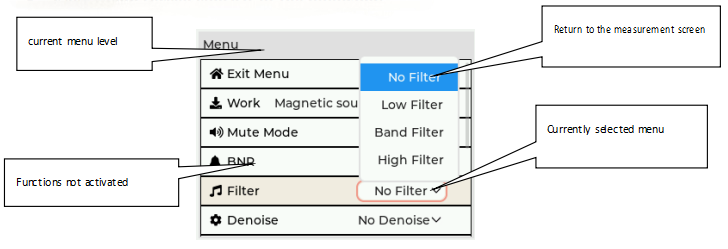 Return to the measurement screen
current menu level
Menu
Exit Menu
No Filter
Work Magnetic sou
Low Filter
Mute Mode
Band Filter
Currently selected menu
BNR
High Filter
Functions not activated
Filter
No Filter
Denoise
No Denoise